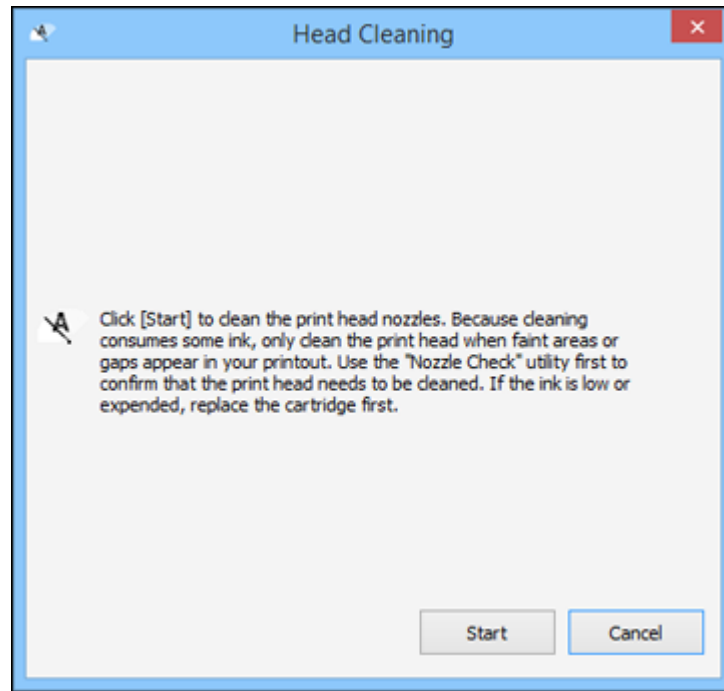 Head Cleaning
Click [Start] to clean the print head nozzles. Because cleaning
consumes some ink, only clean the print head when faint areas or
gaps appear in your printout. Use the "Nozzle Check" utility first to
confirm that the print head needs to be cleaned. If the ink is low or
expended, replace the cartridge first.
Start Cancel